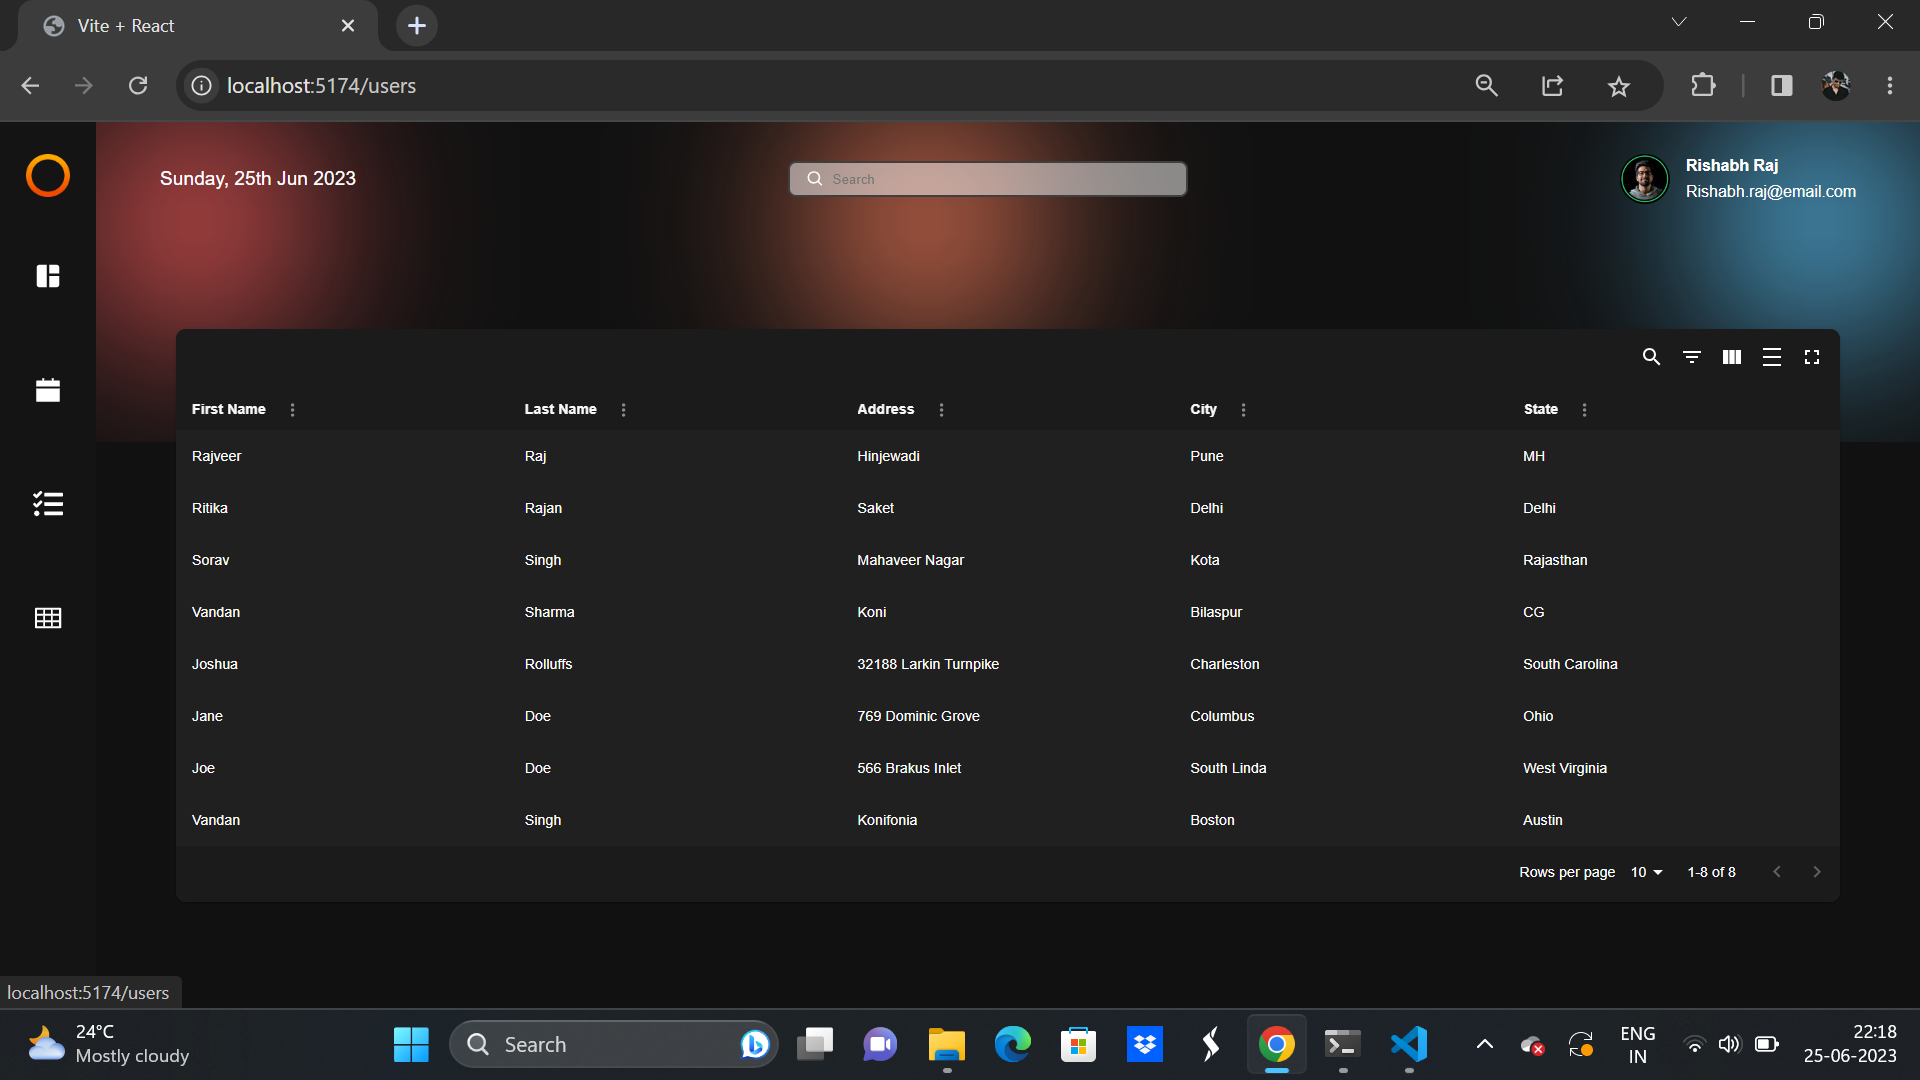 Vite + React
localhost:5174/users
Sunday, 25th Jun 2023
Search
Rishabh Raj
Rishabh.raj@email.com
First Name Last Name Address City State
Rajveer Raj Hinjewadi Pune MH
Ritika Rajan Saket Delhi Delhi
Sorav Singh Mahaveer Nagar Kota Rajasthan
Vandan Sharma Koni Bilaspur CG
Joshua Rolluffs 32188 Larkin Turnpike Charleston South Carolina
Jane Doe 769 Dominic Grove Columbus Ohio
Joe Doe 566 Brakus Inlet South Linda West Virginia
Vandan Singh Konifonia Boston Austin
Rows per page 10 1-8 of 8
localhost:5174/users
24°C
Mostly cloudy
Search
ENG
IN
22:18
25-06-2023